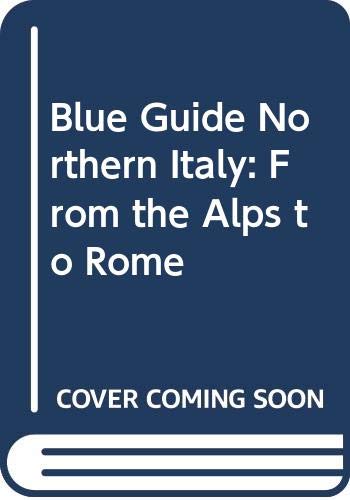 Blue Guide No
rthern Italy: F
rom the Alps t
o Rome
COVER COMING SOON